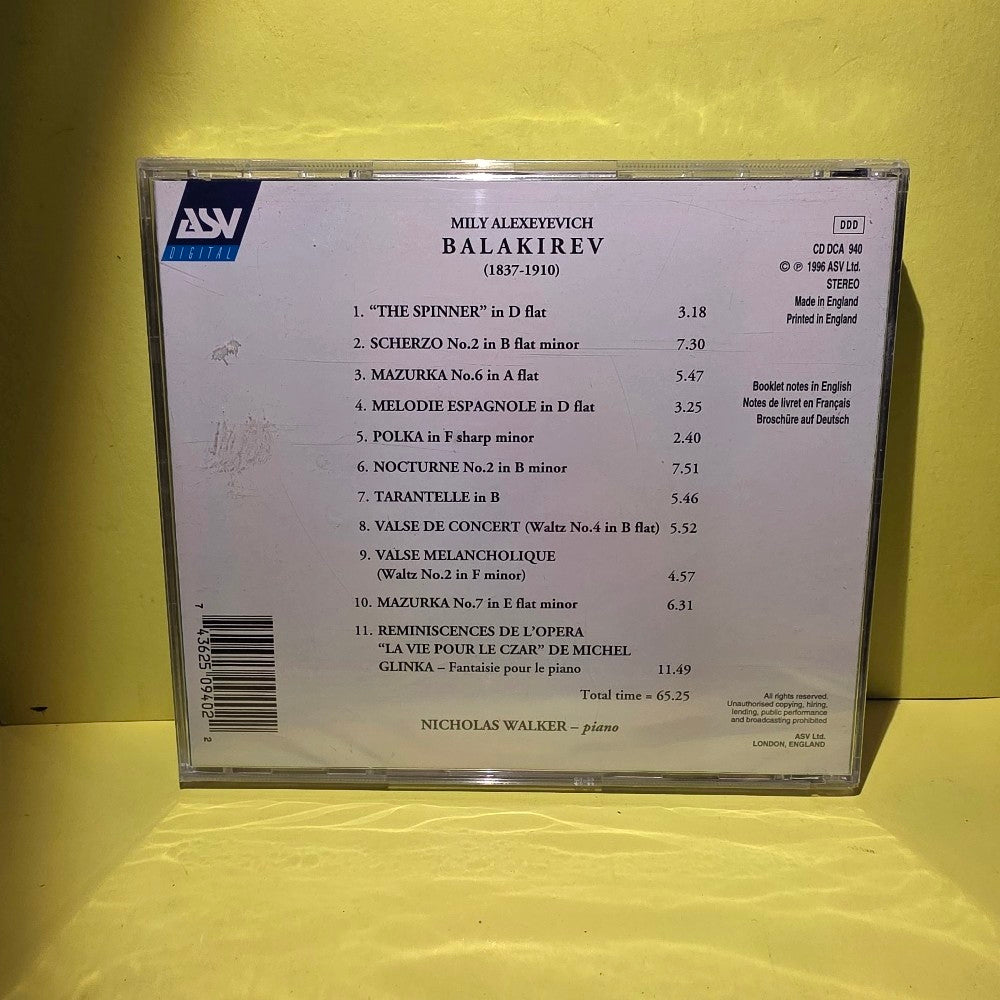 ASV
DIGITAL
MILY ALEXEYEVICH
BALAKIREV
(1837-1910)
DDD
CD DCA 940
© ℗ 1996 ASV Ltd.
STEREO
Made in England
Printed in England
Booklet notes in English
Notes de livret en Français
Broschüre auf Deutsch
1. “THE SPINNER” in D flat 3.18
2. SCHERZO No.2 in B flat minor 7.30
3. MAZURKA No.6 in A flat 5.47
4. MELODIE ESPAGNOLE in D flat 3.25
5. POLKA in F sharp minor 2.40
6. NOCTURNE No.2 in B minor 7.51
7. TARANTELLE in B 5.46
8. VALSE DE CONCERT (Waltz No.4 in B flat) 5.52
9. VALSE MELANCHOLIQUE
(Waltz No.2 in F minor) 4.57
10. MAZURKA No.7 in E flat minor 6.31
11. REMINISCENCES DE L’OPERA
“LA VIE POUR LE CZAR” DE MICHEL
GLINKA – Fantaisie pour le piano 11.49
Total time = 65.25
NICHOLAS WALKER – piano
7 43625 09402 2
All rights reserved.
Unauthorised copying, hiring,
lending, public performance
and broadcasting prohibited
ASV Ltd.
LONDON, ENGLAND